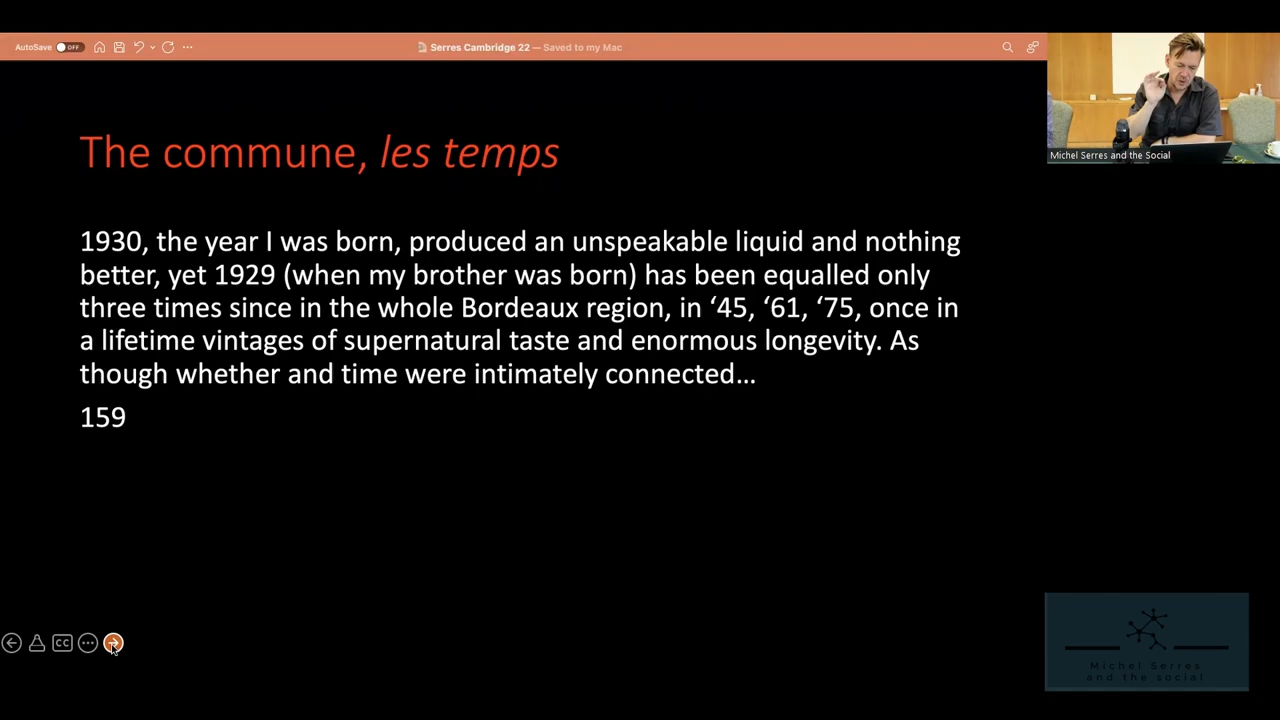 AutoSave OFF
Serres Cambridge 22 — Saved to my Mac
Michel Serres and the Social
The commune, les temps
1930, the year I was born, produced an unspeakable liquid and nothing
better, yet 1929 (when my brother was born) has been equalled only
three times since in the whole Bordeaux region, in ‘45, ‘61, ‘75, once in
a lifetime vintages of supernatural taste and enormous longevity. As
though whether and time were intimately connected…
159
CC
Michel Serres
and the social